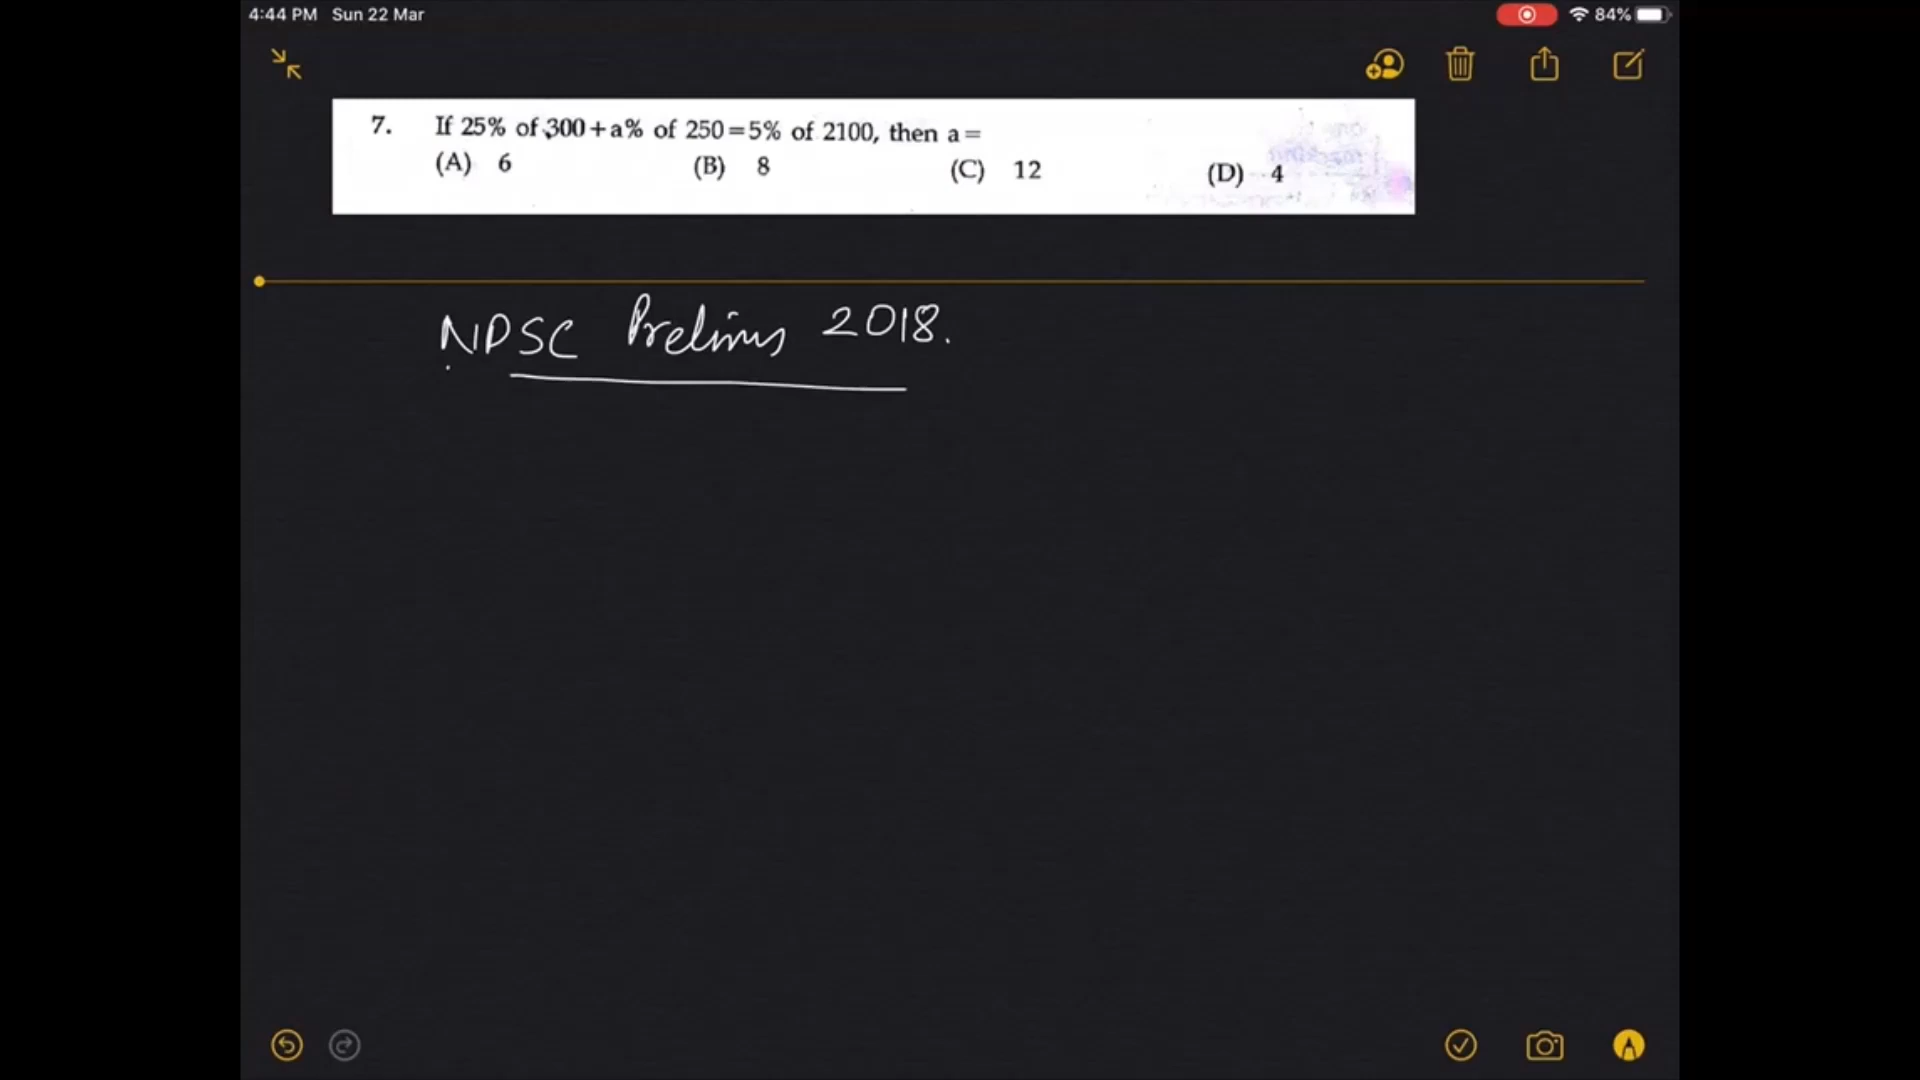 4:44 PM Sun 22 Mar 84%
7. If 25% of 300+a% of 250=5% of 2100, then a=
(A) 6 (B) 8 (C) 12 (D) 4
NPSC Prelims 2018.